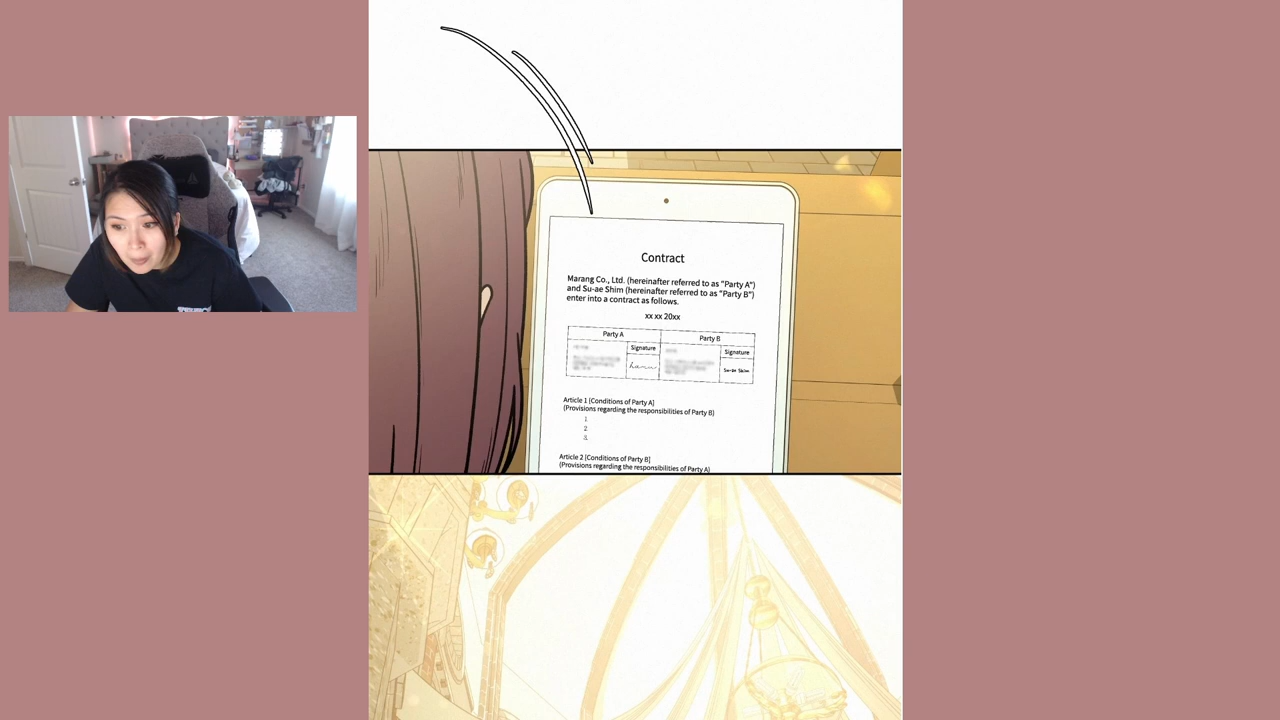 Contract
Marang Co., Ltd. (hereinafter referred to as "Party A")
and Su-ae Shim (hereinafter referred to as "Party B")
enter into a contract as follows.
xx xx 20xx
Party A
Party B
Signature
Signature
Su-ae Shim
Article 1 [Conditions of Party A]
(Provisions regarding the responsibilities of Party B)
1.
2.
3.
Article 2 [Conditions of Party B]
(Provisions regarding the responsibilities of Party A)